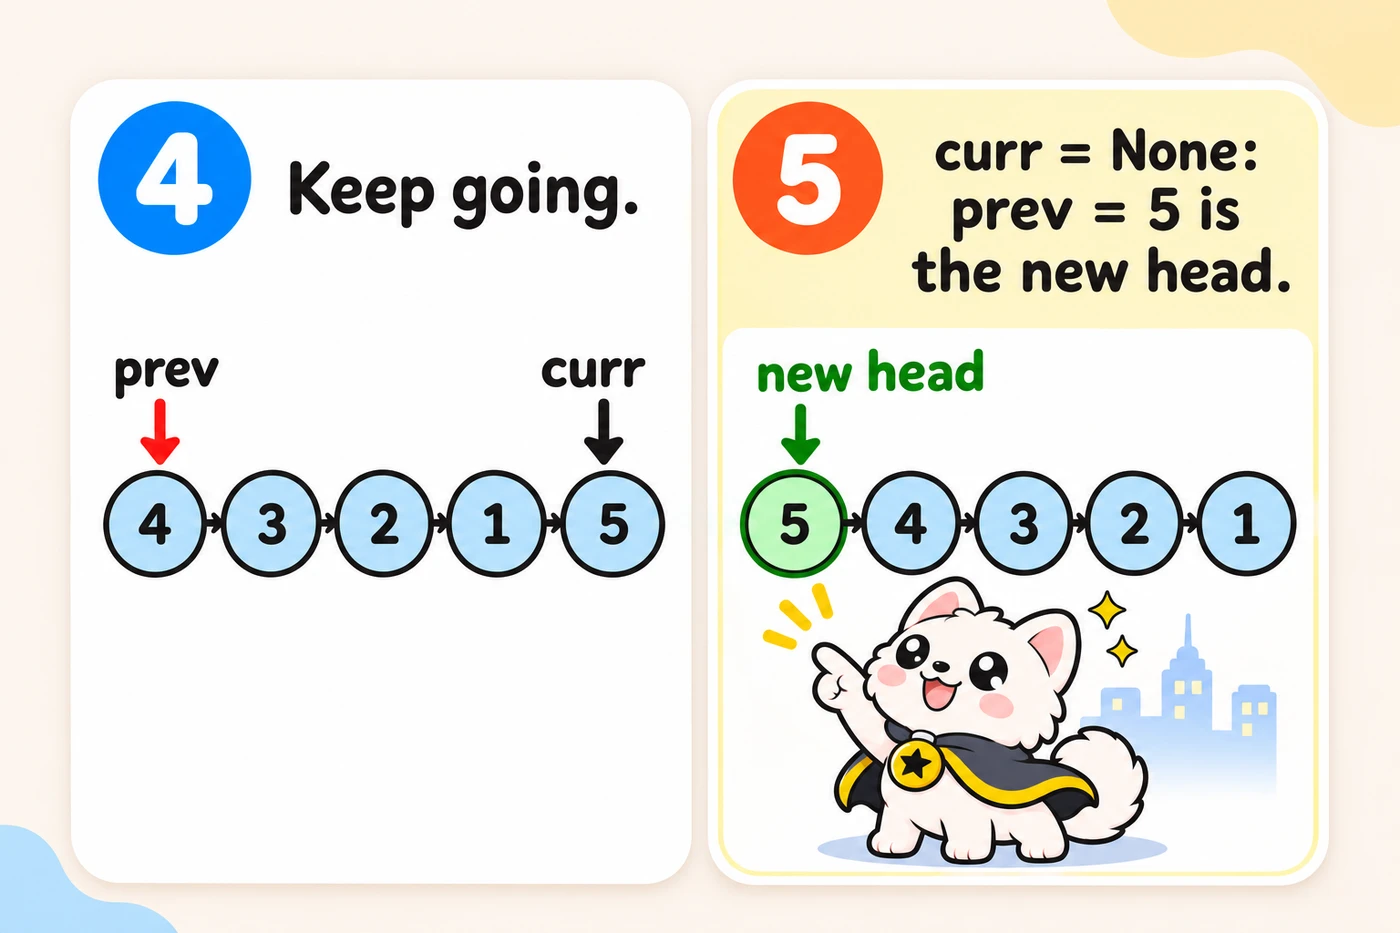 4
Keep going.
prev
curr
4 3 2 1 5
5
curr = None:
prev = 5 is
the new head.
new head
5 4 3 2 1